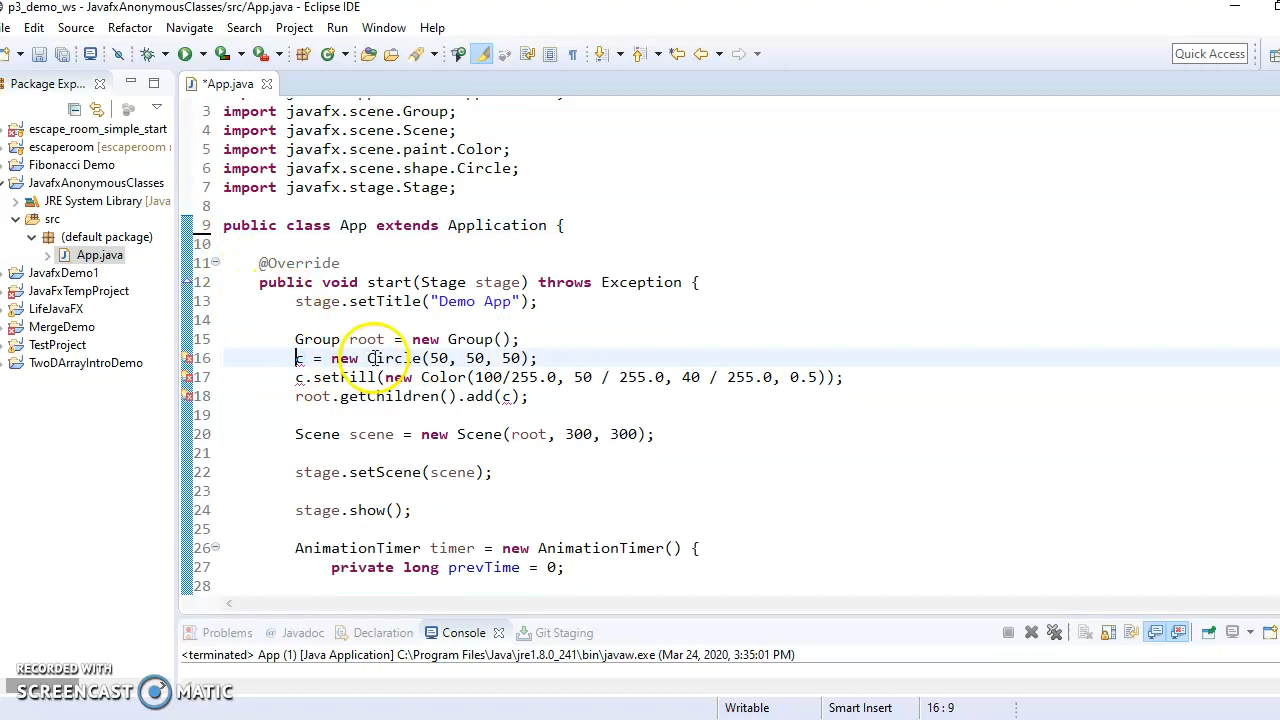 p3_demo_ws - JavafxAnonymousClasses/src/App.java - Eclipse IDE
Edit Source Refactor Navigate Search Project Run Window Help
Quick Access
Package Exp...
*App.java
escape_room_simple_start
escaperoom [escaperoom
Fibonacci Demo
JavafxAnonymousClasses
JRE System Library [Java
src
(default package)
App.java
JavafxDemo1
JavaFxTempProject
LifeJavaFX
MergeDemo
TestProject
TwoDArrayIntroDemo
3 import javafx.scene.Group;
4 import javafx.scene.Scene;
5 import javafx.scene.paint.Color;
6 import javafx.scene.shape.Circle;
7 import javafx.stage.Stage;
8
9 public class App extends Application {
10
11 @Override
12 public void start(Stage stage) throws Exception {
13 stage.setTitle("Demo App");
14
15 Group root = new Group();
16 c = new Circle(50, 50, 50);
17 c.setFill(new Color(100/255.0, 50 / 255.0, 40 / 255.0, 0.5));
18 root.getChildren().add(c);
19
20 Scene scene = new Scene(root, 300, 300);
21
22 stage.setScene(scene);
23
24 stage.show();
25
26 AnimationTimer timer = new AnimationTimer() {
27 private long prevTime = 0;
28
Problems Javadoc Declaration Console Git Staging
<terminated> App (1) [Java Application] C:\Program Files\Java\jre1.8.0_241\bin\javaw.exe (Mar 24, 2020, 3:35:01 PM)
RECORDED WITH
SCREENCAST MATIC
Writable Smart Insert 16 : 9